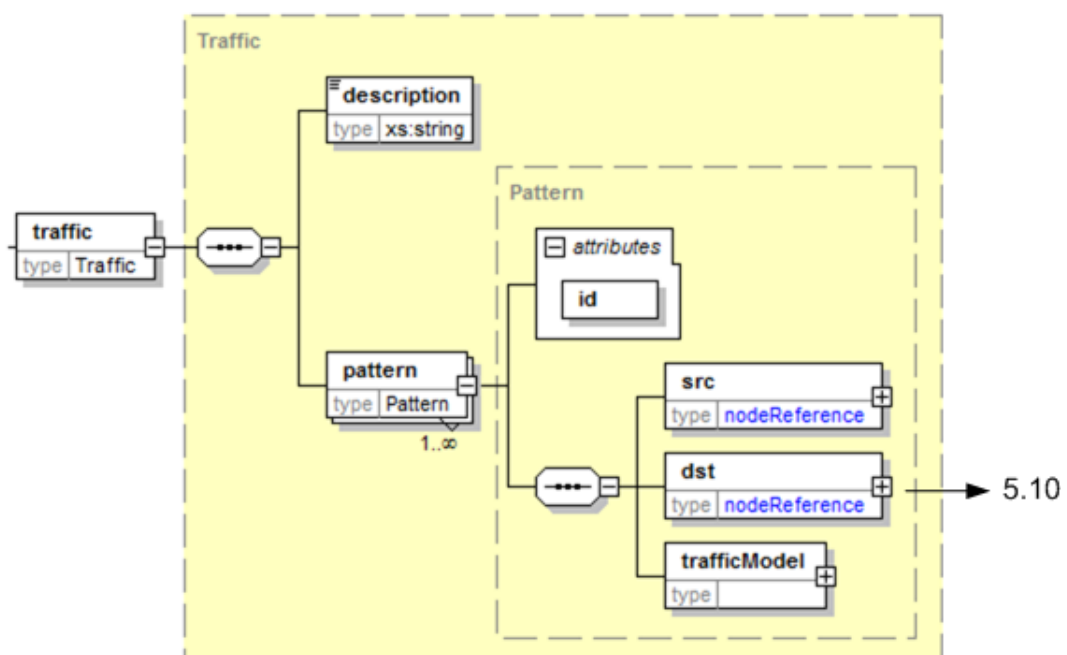 Traffic
description
type xs:string
traffic
type Traffic
Pattern
attributes
id
pattern
type Pattern
1..∞
src
type nodeReference
dst
type nodeReference
5.10
trafficModel
type